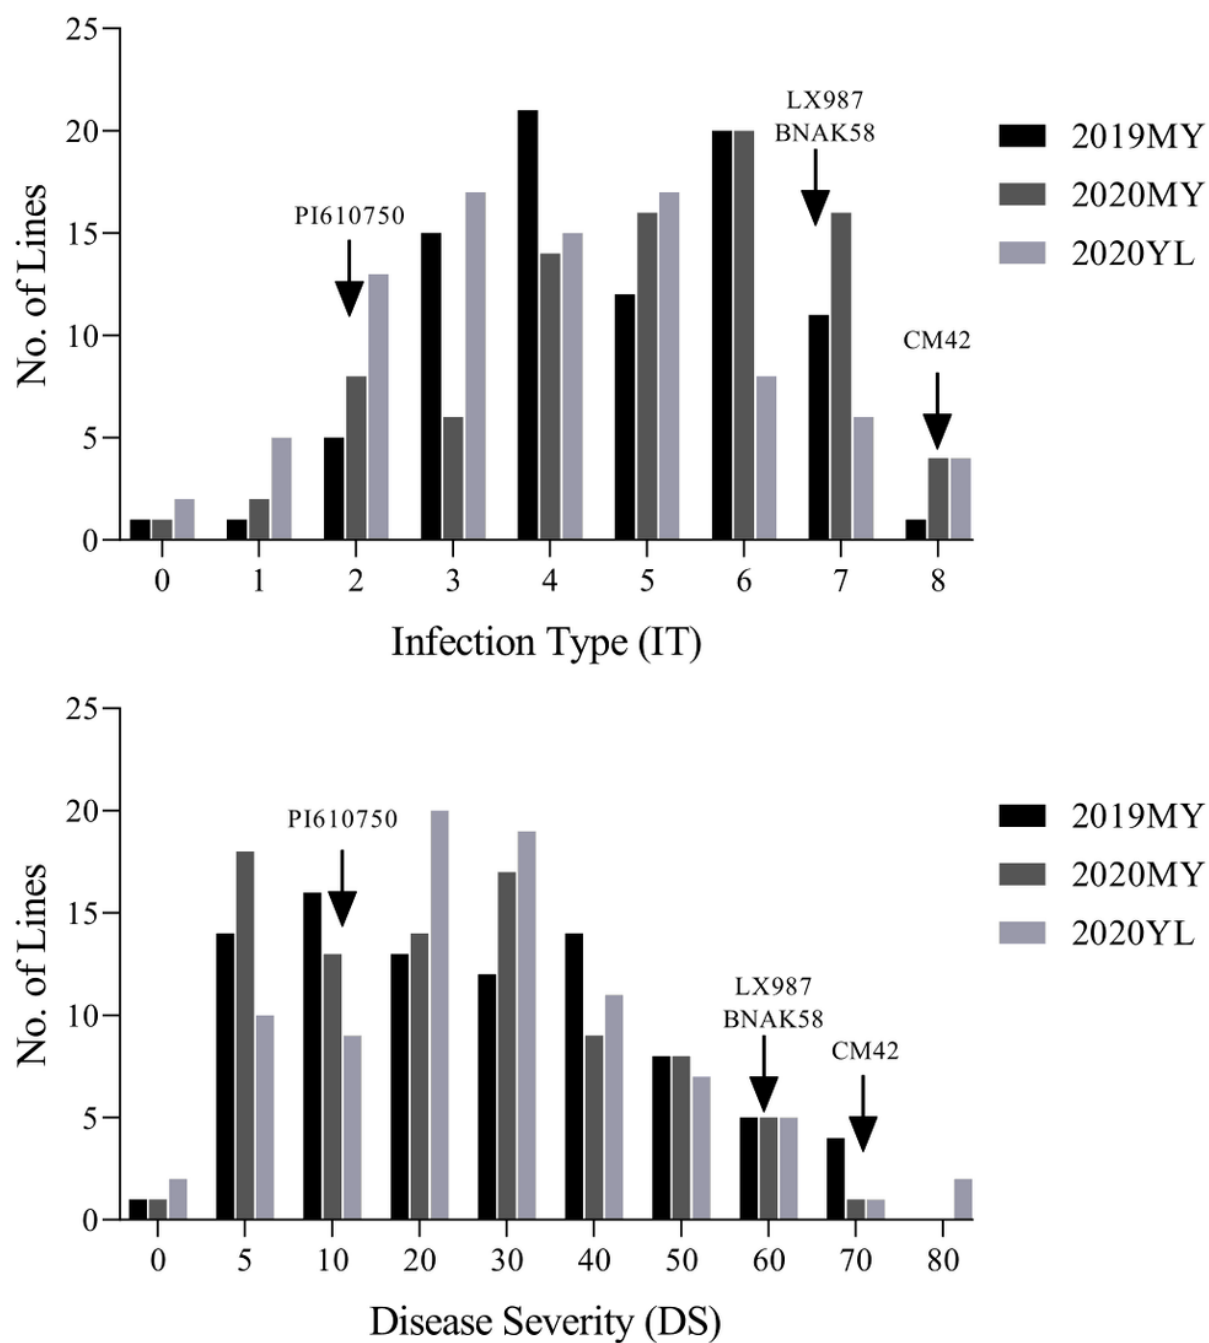 25
20
15
10
5
0
No. of Lines
PI610750
LX987
BNAK58
CM42
0 1 2 3 4 5 6 7 8
Infection Type (IT)
2019MY
2020MY
2020YL
25
20
15
10
5
0
No. of Lines
PI610750
LX987
BNAK58
CM42
0 5 10 20 30 40 50 60 70 80
Disease Severity (DS)
2019MY
2020MY
2020YL